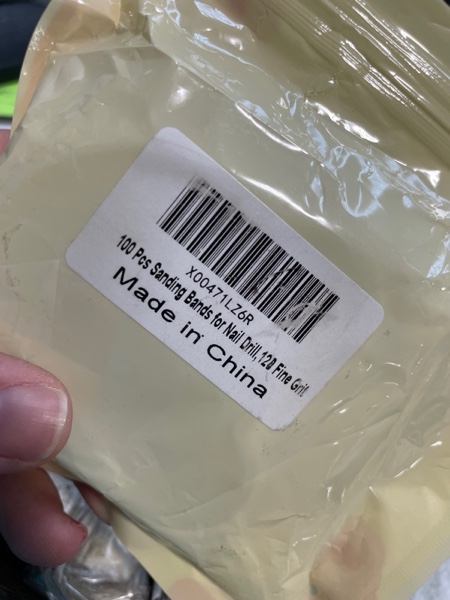 X00471LZ6R
100 Pcs Sanding Bands for Nail Drill, 120 Fine Grit
Made in China